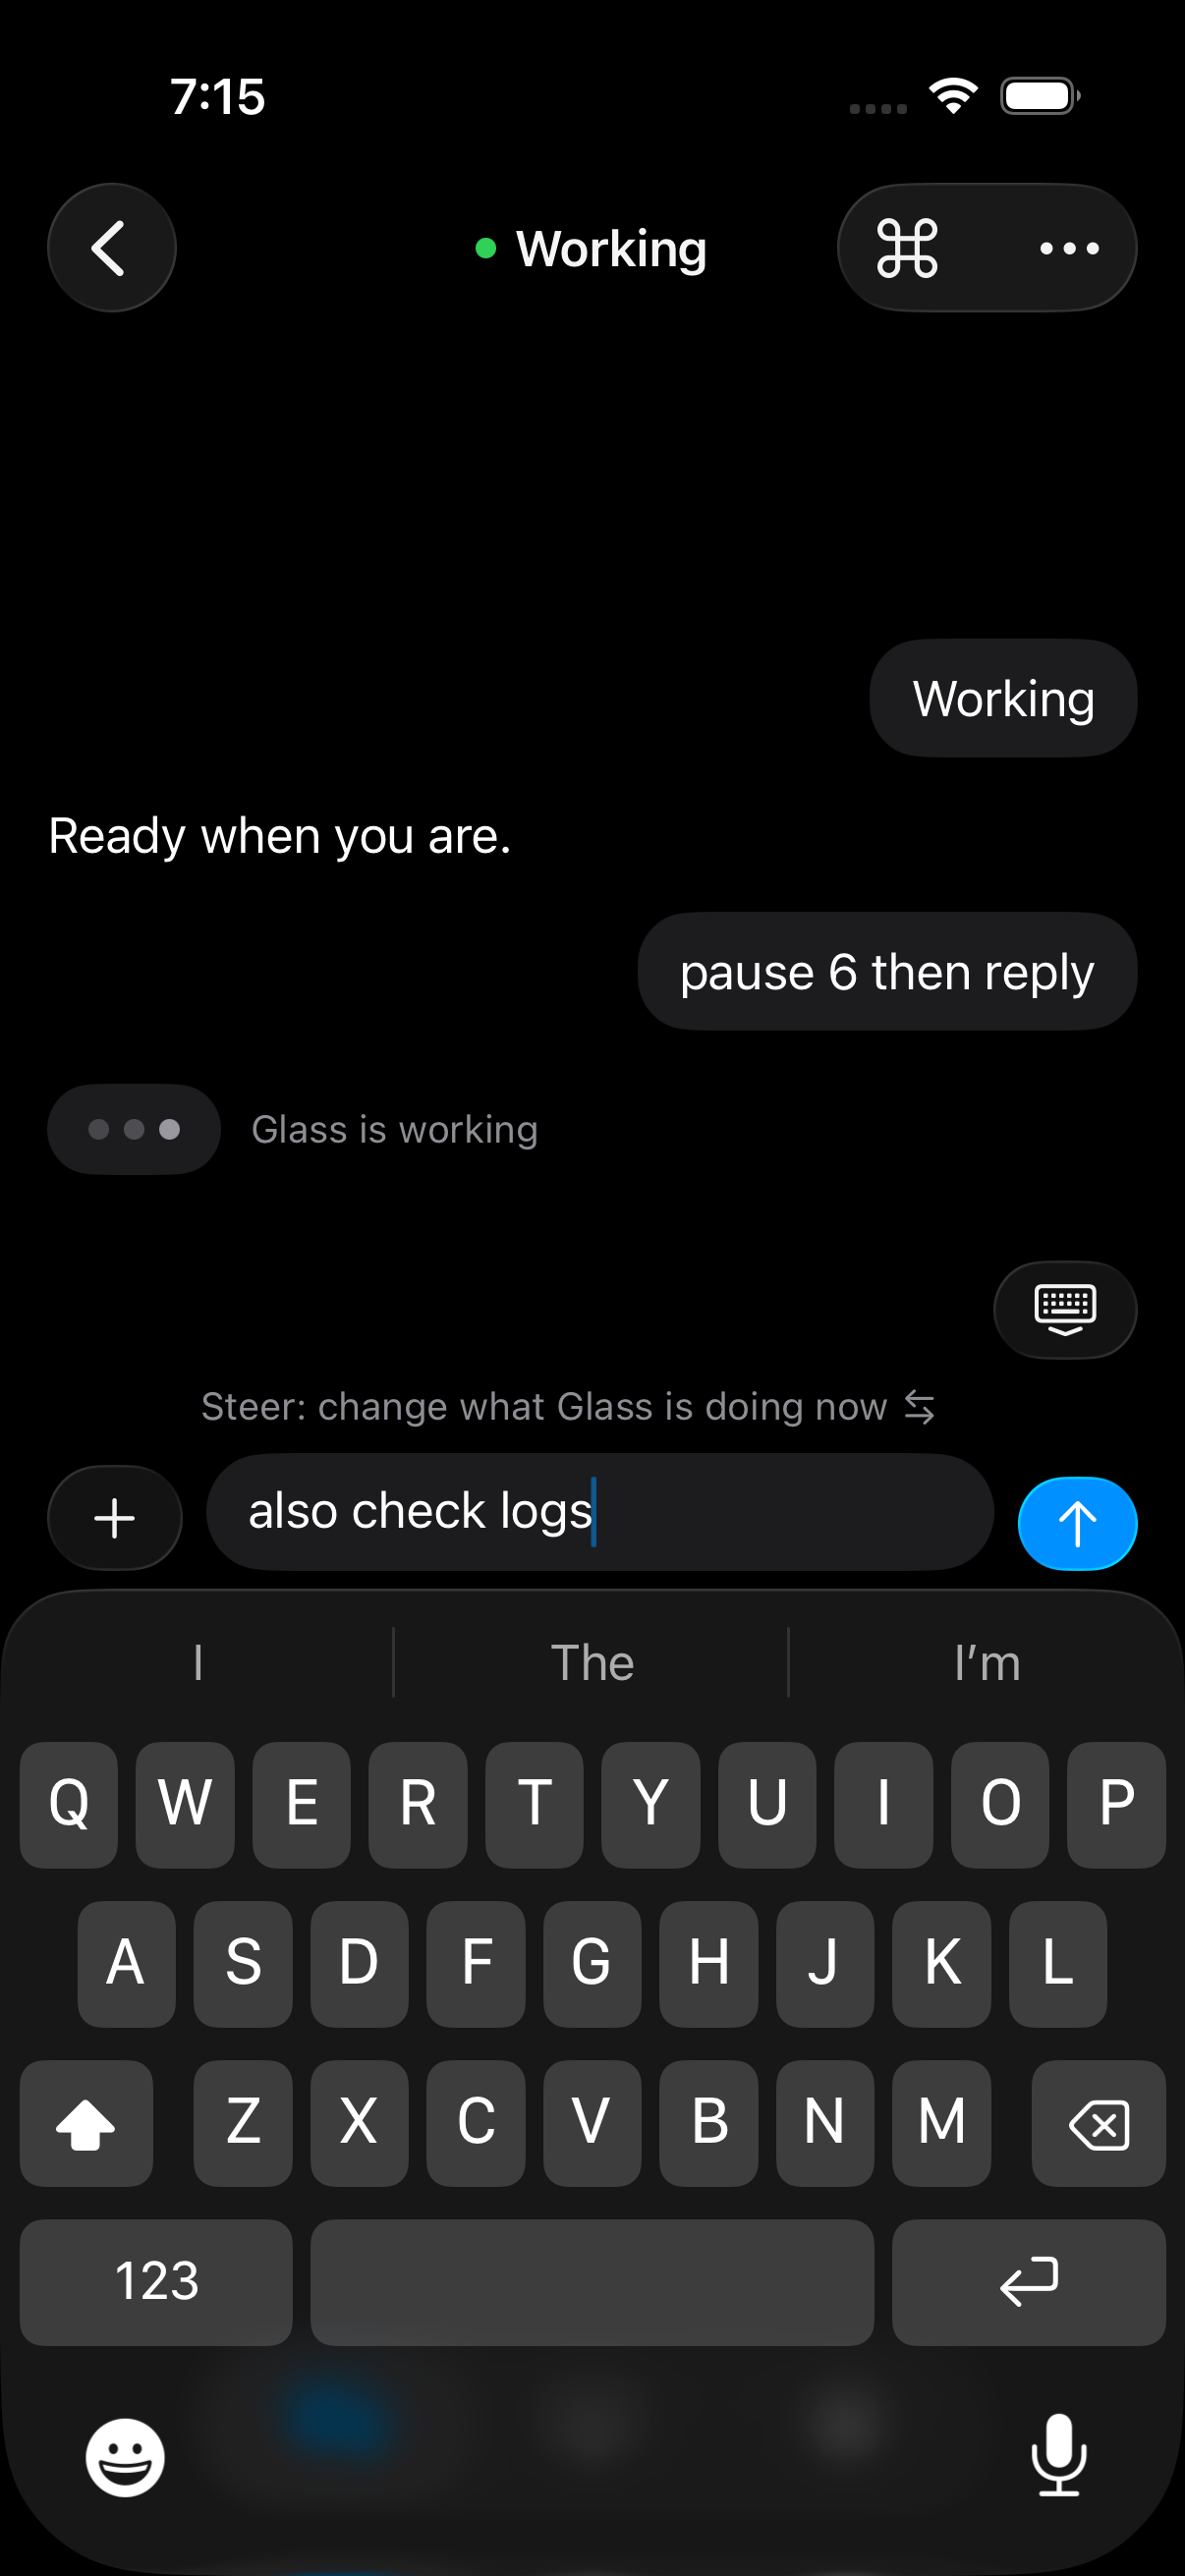 7:15
Working
Working
Ready when you are.
pause 6 then reply
Glass is working
Steer: change what Glass is doing now
also check logs
I The I’m
Q W E R T Y U I O P
A S D F G H J K L
Z X C V B N M
123